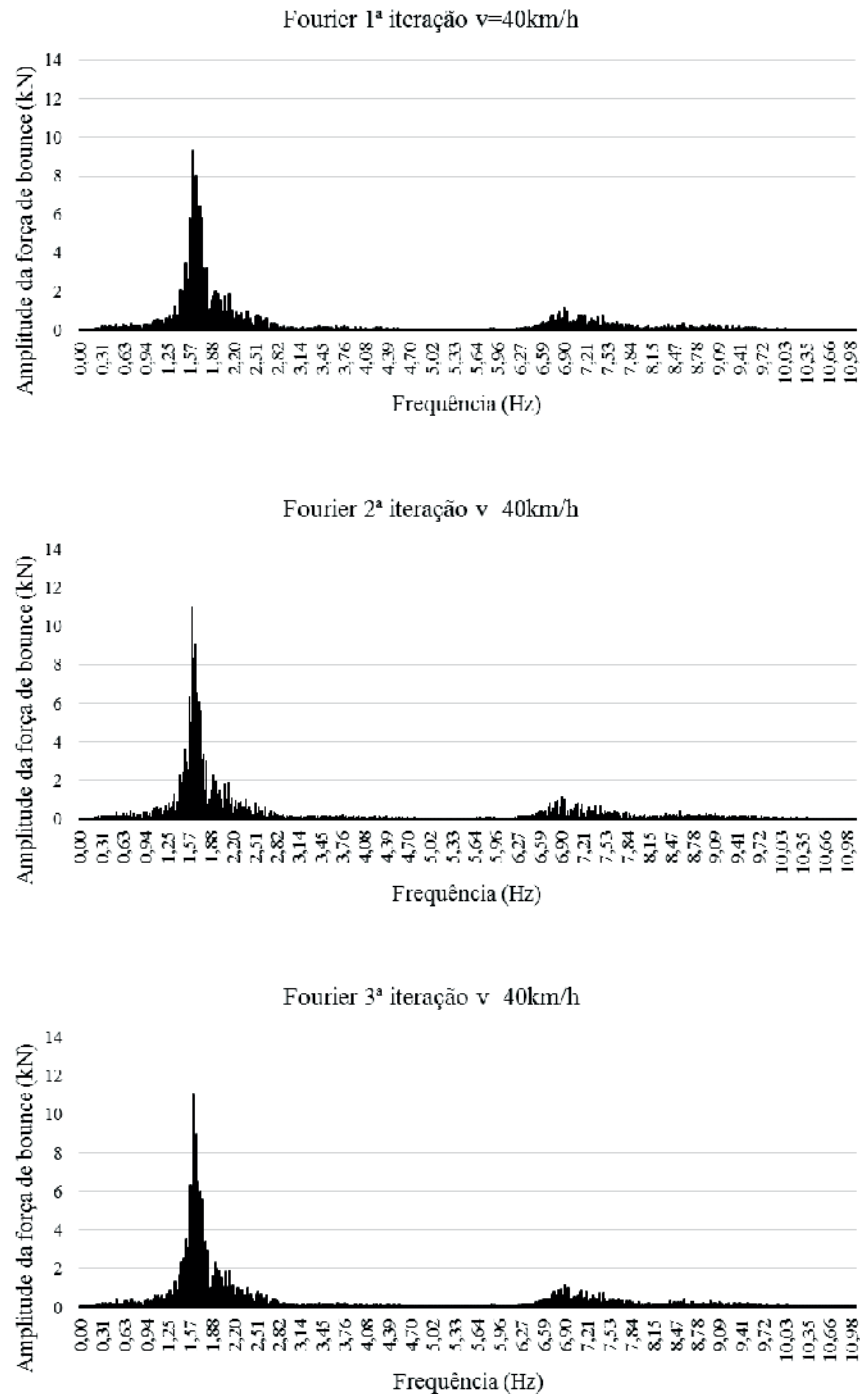 Fourier 1ª iteração v=40km/h
Amplitude da força de bounce (kN)
14
12
10
8
6
4
2
0
0,00 0,31 0,63 0,94 1,25 1,57 1,88 2,20 2,51 2,82 3,14 3,45 3,76 4,08 4,39 4,70 5,02 5,33 5,64 5,96 6,27 6,59 6,90 7,21 7,53 7,84 8,15 8,47 8,78 9,09 9,41 9,72 10,03 10,35 10,66 10,98
Frequência (Hz)
Fourier 2ª iteração v 40km/h
Amplitude da força de bounce (kN)
14
12
10
8
6
4
2
0
0,00 0,31 0,63 0,94 1,25 1,57 1,88 2,20 2,51 2,82 3,14 3,45 3,76 4,08 4,39 4,70 5,02 5,33 5,64 5,96 6,27 6,59 6,90 7,21 7,53 7,84 8,15 8,47 8,78 9,09 9,41 9,72 10,03 10,35 10,66 10,98
Frequência (Hz)
Fourier 3ª iteração v 40km/h
Amplitude da força de bounce (kN)
14
12
10
8
6
4
2
0
0,00 0,31 0,63 0,94 1,25 1,57 1,88 2,20 2,51 2,82 3,14 3,45 3,76 4,08 4,39 4,70 5,02 5,33 5,64 5,96 6,27 6,59 6,90 7,21 7,53 7,84 8,15 8,47 8,78 9,09 9,41 9,72 10,03 10,35 10,66 10,98
Frequência (Hz)